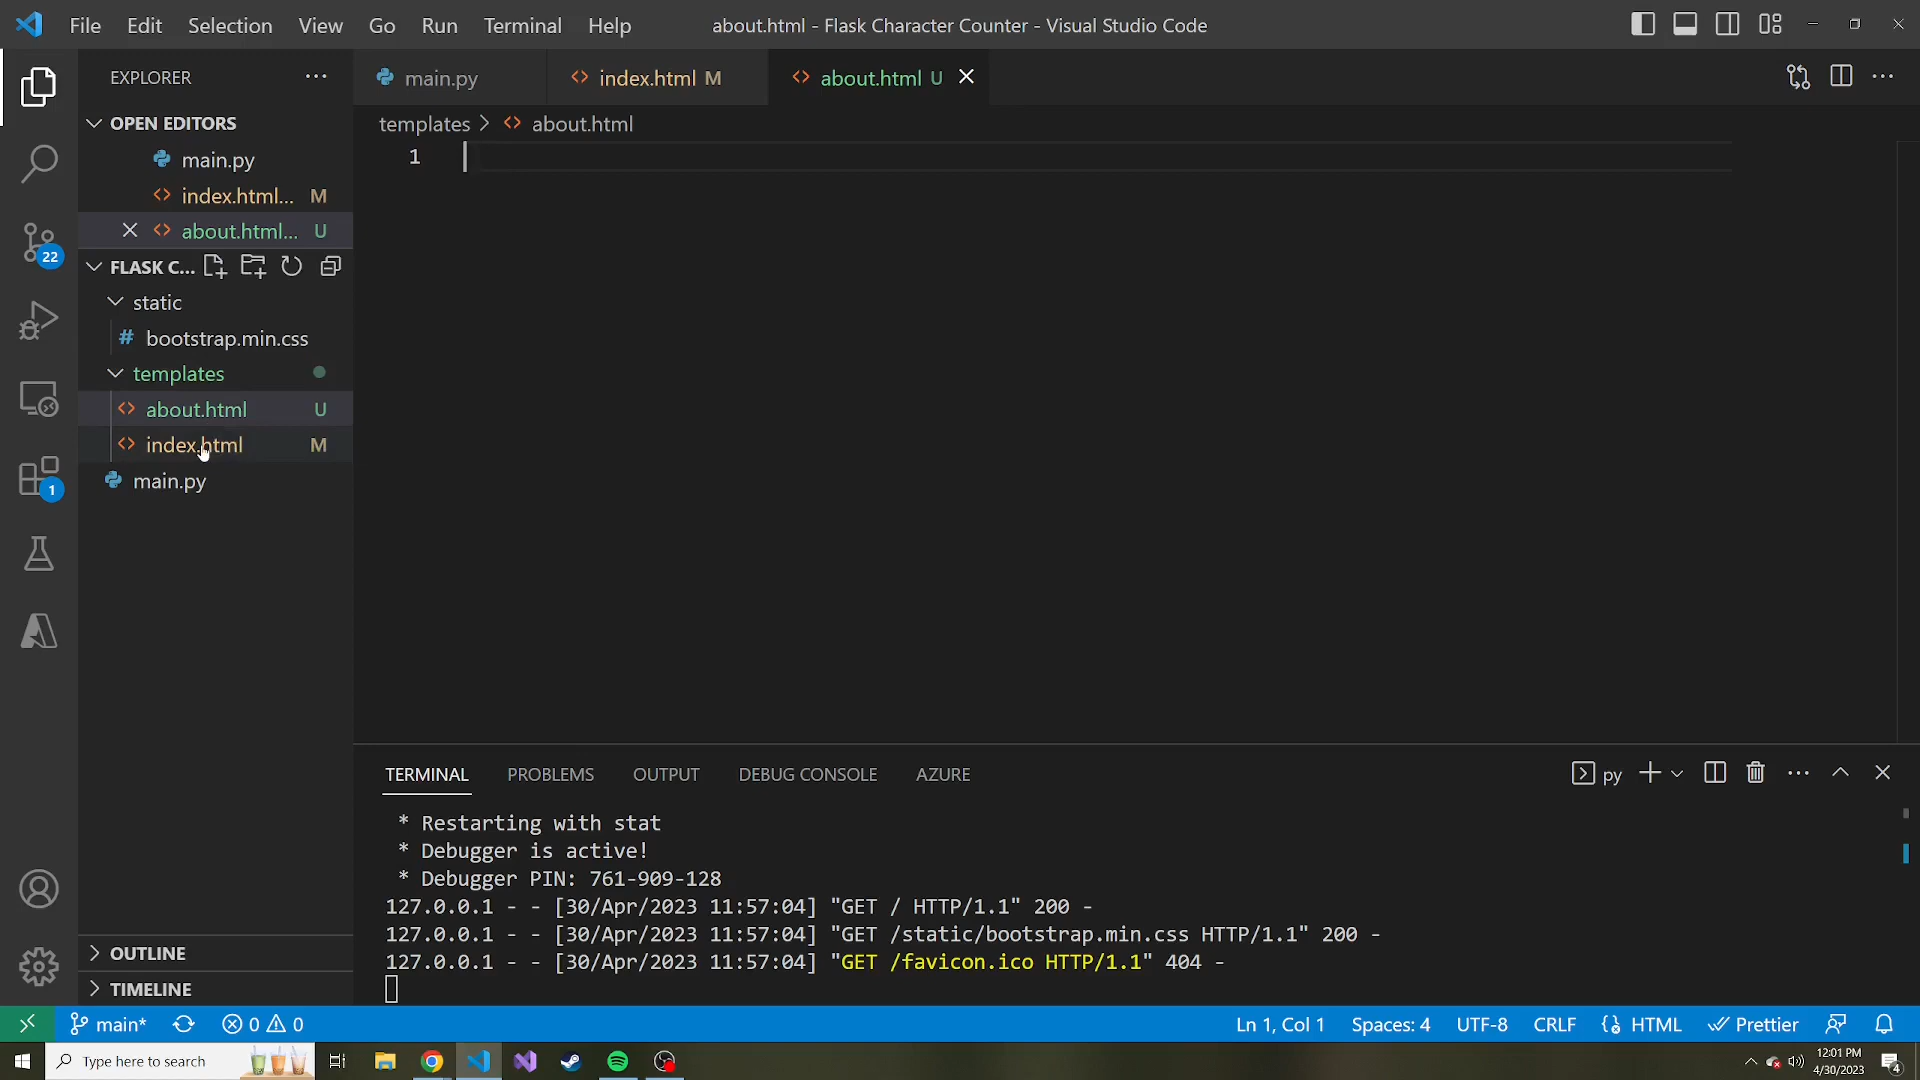 File Edit Selection View Go Run Terminal Help
about.html - Flask Character Counter - Visual Studio Code
EXPLORER
main.py
index.html M
about.html U
OPEN EDITORS
main.py
index.html... M
about.html... U
FLASK C...
static
bootstrap.min.css
templates
about.html U
index.html M
main.py
OUTLINE
TIMELINE
22
1
templates > about.html
1
TERMINAL PROBLEMS OUTPUT DEBUG CONSOLE AZURE
py
* Restarting with stat
* Debugger is active!
* Debugger PIN: 761-909-128
127.0.0.1 - - [30/Apr/2023 11:57:04] "GET / HTTP/1.1" 200 -
127.0.0.1 - - [30/Apr/2023 11:57:04] "GET /static/bootstrap.min.css HTTP/1.1" 200 -
127.0.0.1 - - [30/Apr/2023 11:57:04] "GET /favicon.ico HTTP/1.1" 404 -
main* 0 0
Ln 1, Col 1 Spaces: 4 UTF-8 CRLF HTML Prettier
Type here to search
12:01 PM
4/30/2023
4